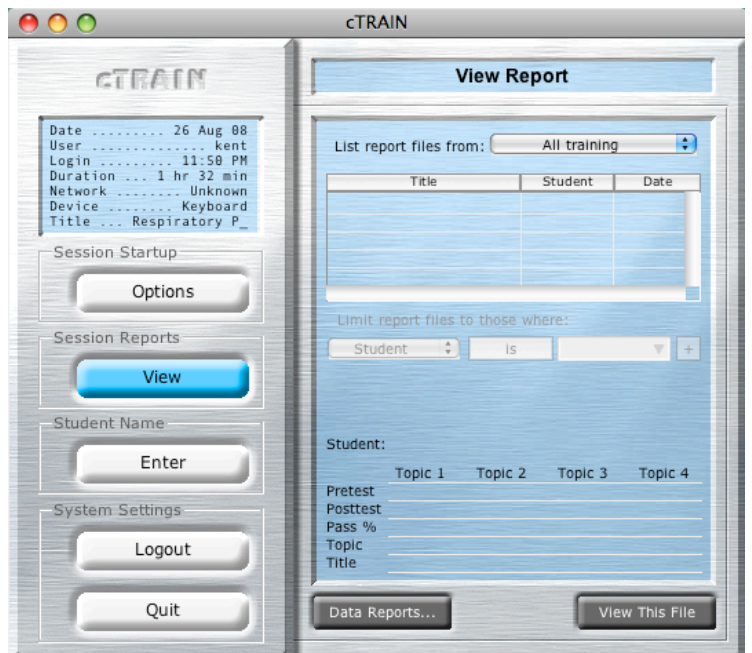 cTRAIN
cTRAIN
Date ......... 26 Aug 08
User .............. kent
Login ......... 11:50 PM
Duration ... 1 hr 32 min
Network ........ Unknown
Device ........ Keyboard
Title ... Respiratory P_
Session Startup
Options
Session Reports
View
Student Name
Enter
System Settings
Logout
Quit
View Report
List report files from: All training
Title Student Date
Limit report files to those where:
Student is +
Student:
Topic 1 Topic 2 Topic 3 Topic 4
Pretest
Posttest
Pass %
Topic
Title
Data Reports... View This File